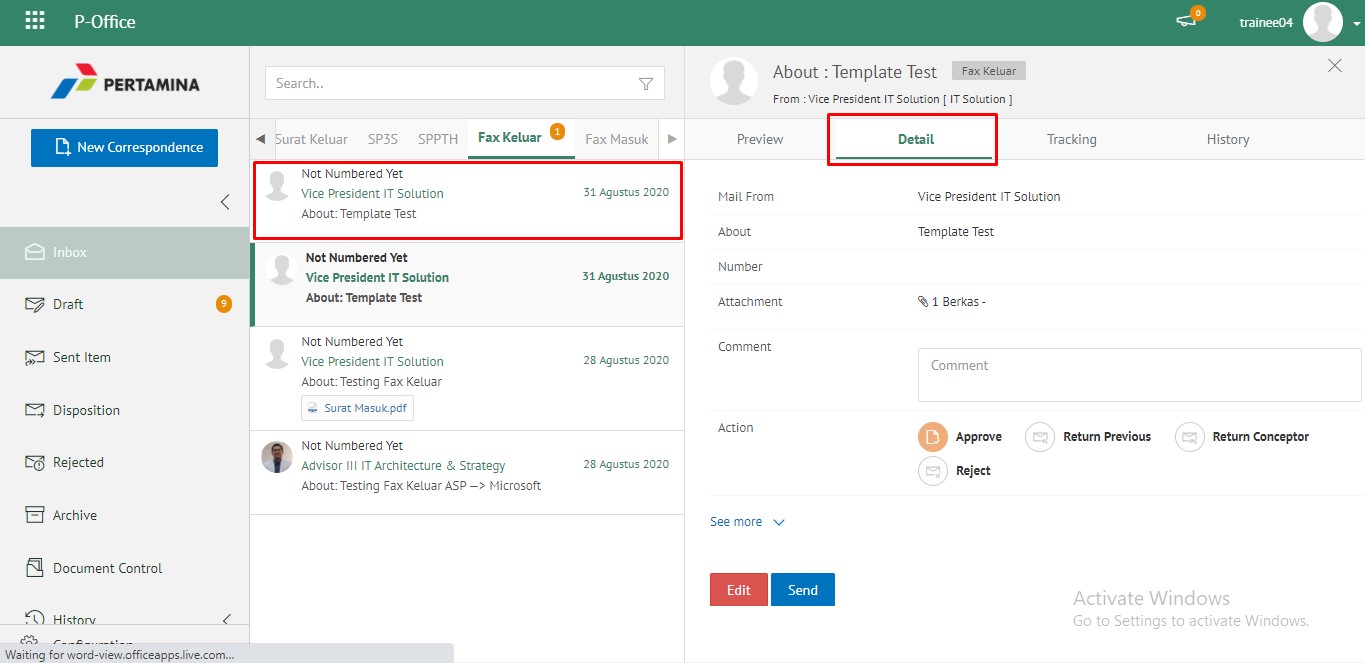 P-Office
0
trainee04
PERTAMINA
New Correspondence
Inbox
Draft
9
Sent Item
Disposition
Rejected
Archive
Document Control
History
Waiting for word-view.officeapps.live.com...
Search..
Surat Keluar
SP3S
SPPTH
Fax Keluar
1
Fax Masuk
Not Numbered Yet
Vice President IT Solution
31 Agustus 2020
About: Template Test
Not Numbered Yet
Vice President IT Solution
31 Agustus 2020
About: Template Test
Not Numbered Yet
Vice President IT Solution
28 Agustus 2020
About: Testing Fax Keluar
Surat Masuk.pdf
Not Numbered Yet
Advisor III IT Architecture & Strategy
28 Agustus 2020
About: Testing Fax Keluar ASP —> Microsoft
About : Template Test
Fax Keluar
From : Vice President IT Solution [ IT Solution ]
Preview
Detail
Tracking
History
Mail From
Vice President IT Solution
About
Template Test
Number
Attachment
1 Berkas -
Comment
Comment
Action
Approve
Return Previous
Return Conceptor
Reject
See more
Edit
Send
Activate Windows
Go to Settings to activate Windows.